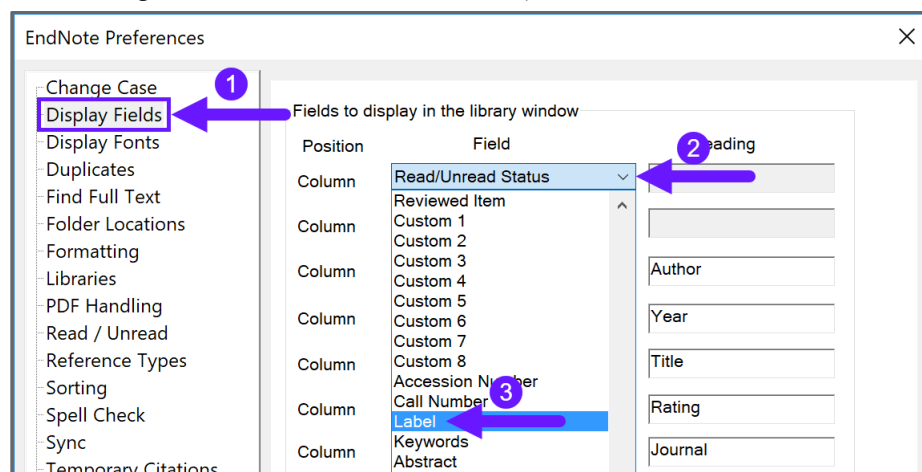 EndNote Preferences
Change Case
1
Display Fields
Display Fonts
Duplicates
Find Full Text
Folder Locations
Formatting
Libraries
PDF Handling
Read / Unread
Reference Types
Sorting
Spell Check
Sync
Temporary Citations
Fields to display in the library window
Position Field
2
Column Read/Unread Status
Reviewed Item
Column Custom 1
Custom 2
Custom 3
Column Custom 4 Author
Custom 5
Column Custom 6 Year
Custom 7
Column Custom 8 Title
Accession
3
Column Call Number Rating
Label
Keywords
Column Abstract Journal